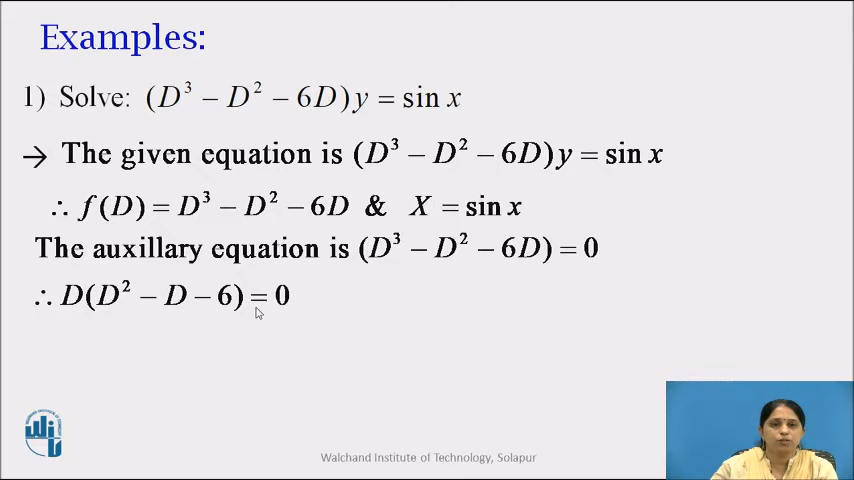 Examples:
1) Solve: (D³ − D² − 6D)y = sin x
→ The given equation is (D³ − D² − 6D)y = sin x
∴ f(D) = D³ − D² − 6D & X = sin x
The auxillary equation is (D³ − D² − 6D) = 0
∴ D(D² − D − 6) = 0
Walchand Institute of Technology, Solapur